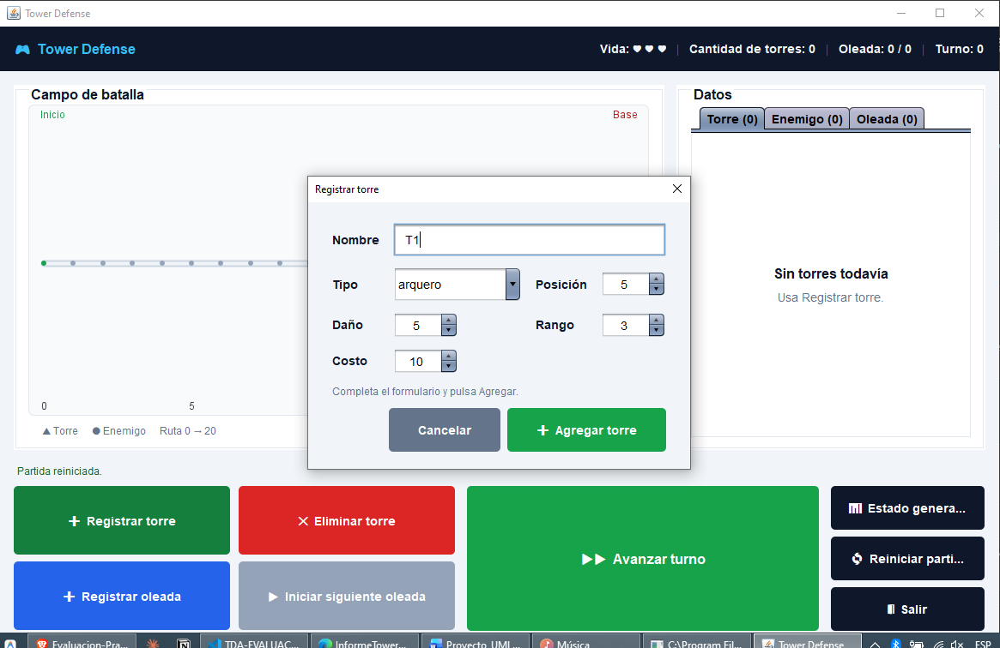 Tower Defense
Tower Defense
Vida: ♥ ♥ ♥ | Cantidad de torres: 0 | Oleada: 0 / 0 | Turno: 0
Campo de batalla
Inicio
Base
0
5
▲ Torre ● Enemigo Ruta 0 → 20
Datos
Torre (0) Enemigo (0) Oleada (0)
Sin torres todavía
Usa Registrar torre.
Registrar torre
Nombre T1
Tipo arquero Posición 5
Daño 5 Rango 3
Costo 10
Completa el formulario y pulsa Agregar.
Cancelar + Agregar torre
Partida reiniciada.
+ Registrar torre
✕ Eliminar torre
+ Registrar oleada
▶ Iniciar siguiente oleada
▶▶ Avanzar turno
Estado genera...
Reiniciar parti...
Salir
Evaluacion-Pra... TDA-EVALUAC... InformeTower... Proyecto_UML... Música C:\Program Fil... Tower Defense ESP